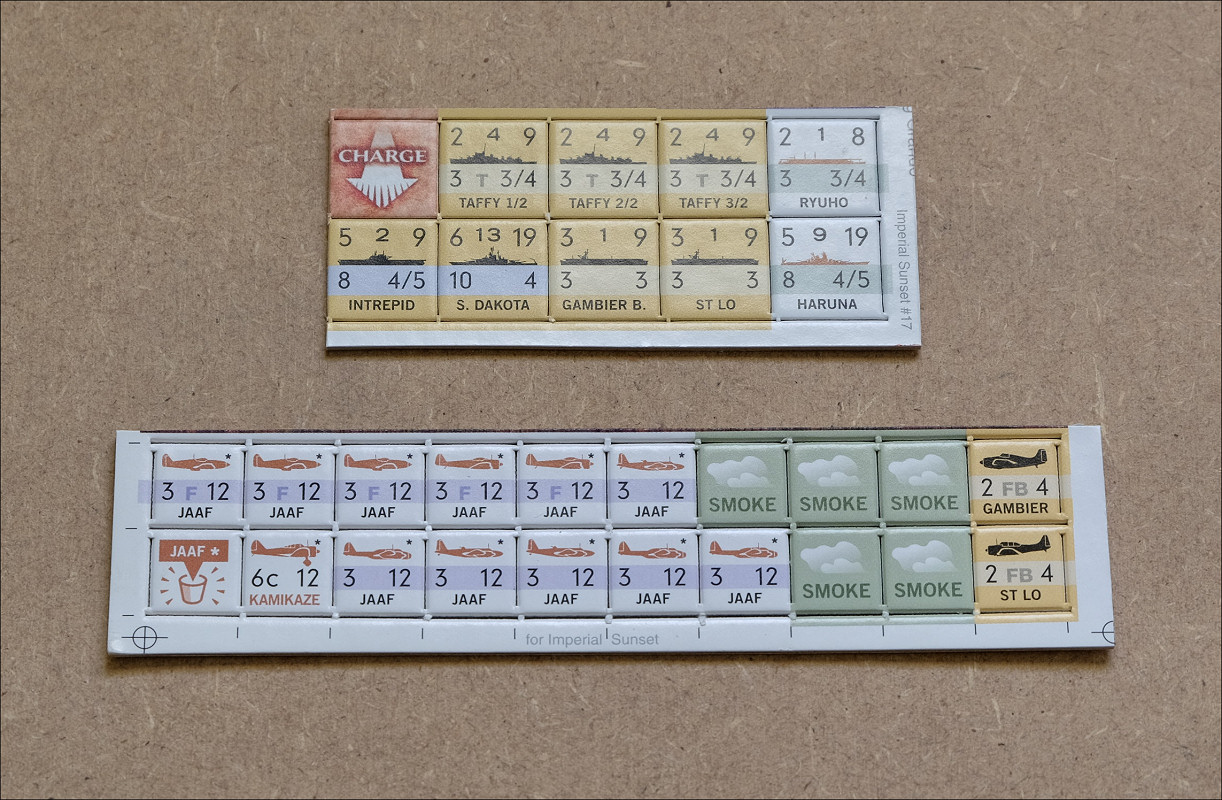 CHARGE
2 4 9
3 T 3/4
TAFFY 1/2
2 4 9
3 T 3/4
TAFFY 2/2
2 4 9
3 T 3/4
TAFFY 3/2
2 1 8
3 3/4
RYUHO
5 2 9
8 4/5
INTREPID
6 13 19
10 4
S. DAKOTA
3 1 9
3 3
GAMBIER B.
3 1 9
3 3
ST LO
5 9 19
8 4/5
HARUNA
Imperial Sunset #17
*
3 F 12
JAAF
*
3 F 12
JAAF
*
3 F 12
JAAF
*
3 F 12
JAAF
*
3 F 12
JAAF
*
3 12
JAAF
SMOKE
SMOKE
SMOKE
2 FB 4
GAMBIER
JAAF *
*
6c 12
KAMIKAZE
*
3 12
JAAF
*
3 12
JAAF
*
3 12
JAAF
*
3 12
JAAF
*
3 12
JAAF
SMOKE
SMOKE
2 FB 4
ST LO
for Imperial Sunset